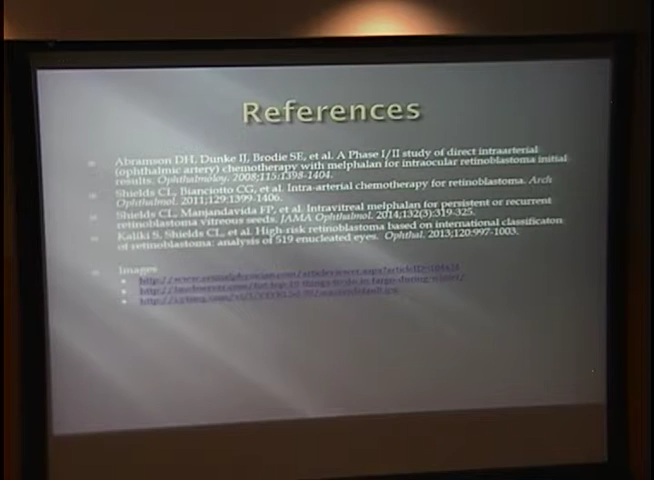 References
Abramson DH, Dunke IJ, Brodie SE, et al. A Phase I/II study of direct intraarterial
(ophthalmic artery) chemotherapy with melphalan for intraocular retinoblastoma initial
results. Ophthalmology. 2008;115:1398-1404.
Shields CL, Bianciotto CG, et al. Intra-arterial chemotherapy for retinoblastoma. Arch
Ophthalmol. 2011;129:1399-1406.
Shields CL, Manjandavida FP, et al. Intravitreal melphalan for persistent or recurrent
retinoblastoma vitreous seeds. JAMA Ophthalmol. 2014;132(3):319-325.
Kaliki S, Shields CL, et al. High-risk retinoblastoma based on international classificaton
of retinoblastoma: analysis of 519 enucleated eyes. Ophthal. 2013;120:997-1003.
Images